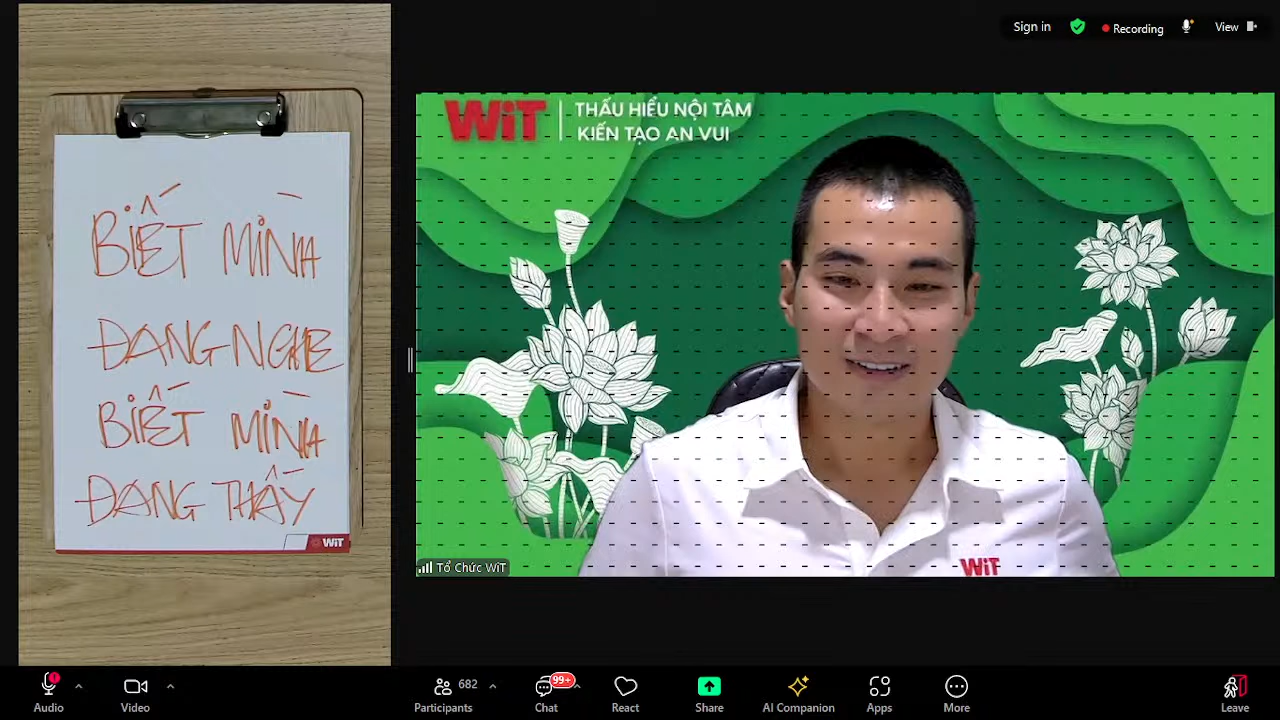 Sign in
Recording
View
WiT
THẤU HIỂU NỘI TÂM
KIẾN TẠO AN VUI
BIẾT MÌNH
ĐANG NGHE
BIẾT MÌNH
ĐANG THẤY
WiT
WiT
Tổ Chức WiT
682
99+
Audio
Video
Participants
Chat
React
Share
AI Companion
Apps
More
Leave